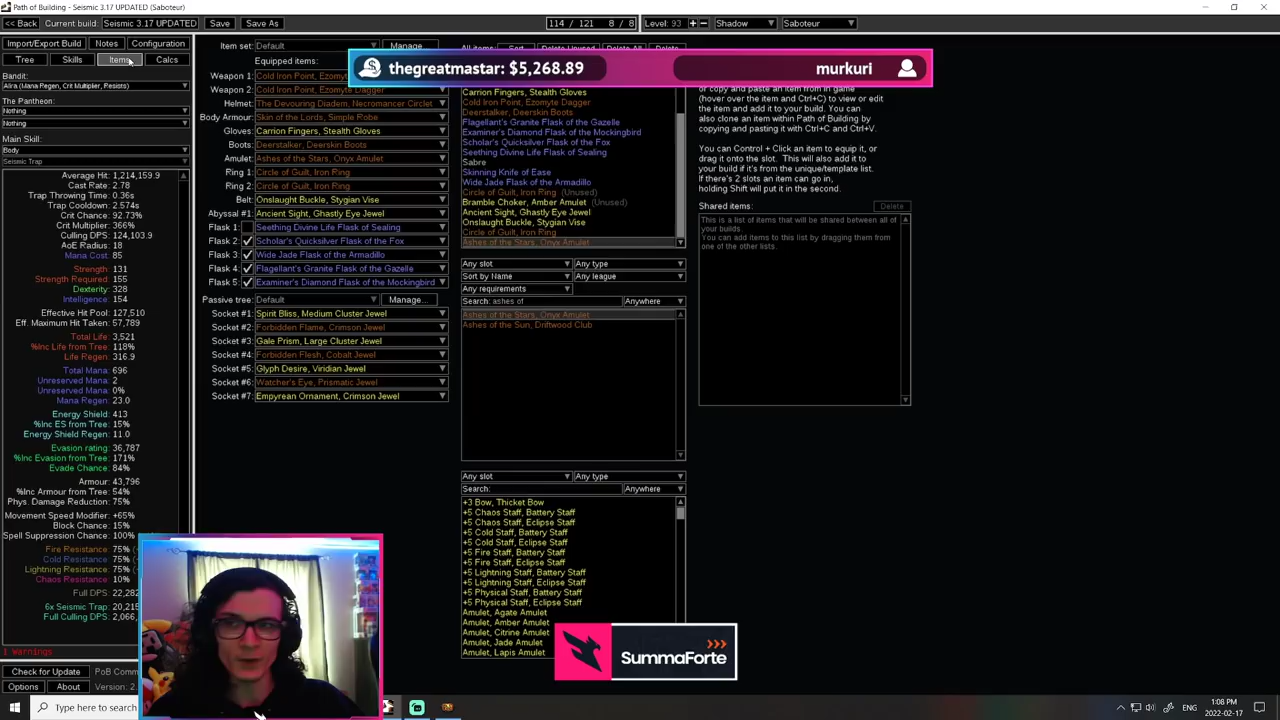 Path of Building - Seismic 3.17 UPDATED (Saboteur)
<< Back
Current build:
Seismic 3.17 UPDATED
Save
Save As
114 / 121 8 / 8
Level: 93
Shadow
Saboteur
Import/Export Build
Notes
Configuration
Tree
Skills
Items
Calcs
Bandit:
Alira (Mana Regen, Crit Multiplier, Resists)
The Pantheon:
Nothing
Nothing
Main Skill:
Body
Seismic Trap
Average Hit: 1,214,159.9
Cast Rate: 2.78
Trap Throwing Time: 0.36s
Trap Cooldown: 2.574s
Crit Chance: 92.73%
Crit Multiplier: 366%
Culling DPS: 124,103.9
AoE Radius: 18
Mana Cost: 85
Strength: 131
Strength Required: 155
Dexterity: 328
Intelligence: 154
Effective Hit Pool: 127,510
Eff. Maximum Hit Taken: 57,789
Total Life: 3,521
%Inc Life from Tree: 118%
Life Regen: 316.9
Total Mana: 696
Unreserved Mana: 2
Unreserved Mana: 0%
Mana Regen: 23.0
Energy Shield: 413
%Inc ES from Tree: 15%
Energy Shield Regen: 11.0
Evasion rating: 36,787
%Inc Evasion from Tree: 171%
Evade Chance: 84%
Armour: 43,796
%Inc Armour from Tree: 54%
Phys. Damage Reduction: 75%
Movement Speed Modifier: +65%
Block Chance: 15%
Spell Suppression Chance: 100%
Fire Resistance: 75%
Cold Resistance: 75%
Lightning Resistance: 75%
Chaos Resistance: 10%
Full DPS: 22,282
6x Seismic Trap: 20,215
Full Culling DPS: 2,066,
1 Warnings
Check for Update
PoB Comm
Options
About
Version: 2.
Item set:
Default
Manage...
Equipped items:
Weapon 1: Cold Iron Point, Ezomyte
Weapon 2: Cold Iron Point, Ezomyte Dagger
Helmet: The Devouring Diadem, Necromancer Circlet
Body Armour: Skin of the Lords, Simple Robe
Gloves: Carrion Fingers, Stealth Gloves
Boots: Deerstalker, Deerskin Boots
Amulet: Ashes of the Stars, Onyx Amulet
Ring 1: Circle of Guilt, Iron Ring
Ring 2: Circle of Guilt, Iron Ring
Belt: Onslaught Buckle, Stygian Vise
Abyssal #1: Ancient Sight, Ghastly Eye Jewel
Flask 1: Seething Divine Life Flask of Sealing
Flask 2: Scholar's Quicksilver Flask of the Fox
Flask 3: Wide Jade Flask of the Armadillo
Flask 4: Flagellant's Granite Flask of the Gazelle
Flask 5: Examiner's Diamond Flask of the Mockingbird
Passive tree: Default
Manage...
Socket #1: Spirit Bliss, Medium Cluster Jewel
Socket #2: Forbidden Flame, Crimson Jewel
Socket #3: Gale Prism, Large Cluster Jewel
Socket #4: Forbidden Flesh, Cobalt Jewel
Socket #5: Glyph Desire, Viridian Jewel
Socket #6: Watcher's Eye, Prismatic Jewel
Socket #7: Empyrean Ornament, Crimson Jewel
All items:
Sort
Delete Unused
Delete All
Delete
thegreatmastar: $5,268.89
murkuri
Carrion Fingers, Stealth Gloves
Cold Iron Point, Ezomyte Dagger
Deerstalker, Deerskin Boots
Flagellant's Granite Flask of the Gazelle
Examiner's Diamond Flask of the Mockingbird
Scholar's Quicksilver Flask of the Fox
Seething Divine Life Flask of Sealing
Sabre
Skinning Knife of Ease
Wide Jade Flask of the Armadillo
Circle of Guilt, Iron Ring (Unused)
Bramble Choker, Amber Amulet (Unused)
Ancient Sight, Ghastly Eye Jewel
Onslaught Buckle, Stygian Vise
Circle of Guilt, Iron Ring
Ashes of the Stars, Onyx Amulet
Any slot
Any type
Sort by Name
Any league
Any requirements
Search: ashes of
Anywhere
Ashes of the Stars, Onyx Amulet
Ashes of the Sun, Driftwood Club
Any slot
Any type
Search:
Anywhere
+3 Bow, Thicket Bow
+5 Chaos Staff, Battery Staff
+5 Chaos Staff, Eclipse Staff
+5 Cold Staff, Battery Staff
+5 Cold Staff, Eclipse Staff
+5 Fire Staff, Battery Staff
+5 Fire Staff, Eclipse Staff
+5 Lightning Staff, Battery Staff
+5 Lightning Staff, Eclipse Staff
+5 Physical Staff, Battery Staff
+5 Physical Staff, Eclipse Staff
Amulet, Agate Amulet
Amulet, Amber Amulet
Amulet, Citrine Amulet
Amulet, Jade Amulet
Amulet, Lapis Amulet
or copy and paste an item from in game
(hover over the item and Ctrl+C) to view or edit
the item and add it to your build. You can
also clone an item within Path of Building by
copying and pasting it with Ctrl+C and Ctrl+V.
You can Control + Click an item to equip it, or
drag it onto the slot. This will also add it to
your build if it's from the unique/template list.
If there's 2 slots an item can go in,
holding Shift will put it in the second.
Shared items:
Delete
This is a list of items that will be shared between all of
your builds.
You can add items to this list by dragging them from
one of the other lists.
SummaForte
Type here to search
ENG
1:08 PM
2022-02-17